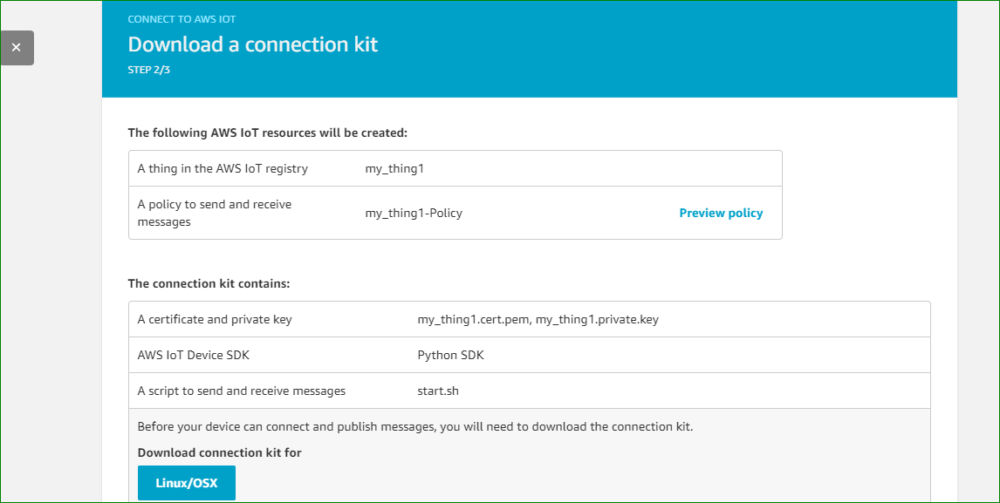 CONNECT TO AWS IOT
Download a connection kit
STEP 2/3
The following AWS IoT resources will be created:
A thing in the AWS IoT registry my_thing1
A policy to send and receive messages my_thing1-Policy Preview policy
The connection kit contains:
A certificate and private key my_thing1.cert.pem, my_thing1.private.key
AWS IoT Device SDK Python SDK
A script to send and receive messages start.sh
Before your device can connect and publish messages, you will need to download the connection kit.
Download connection kit for
Linux/OSX